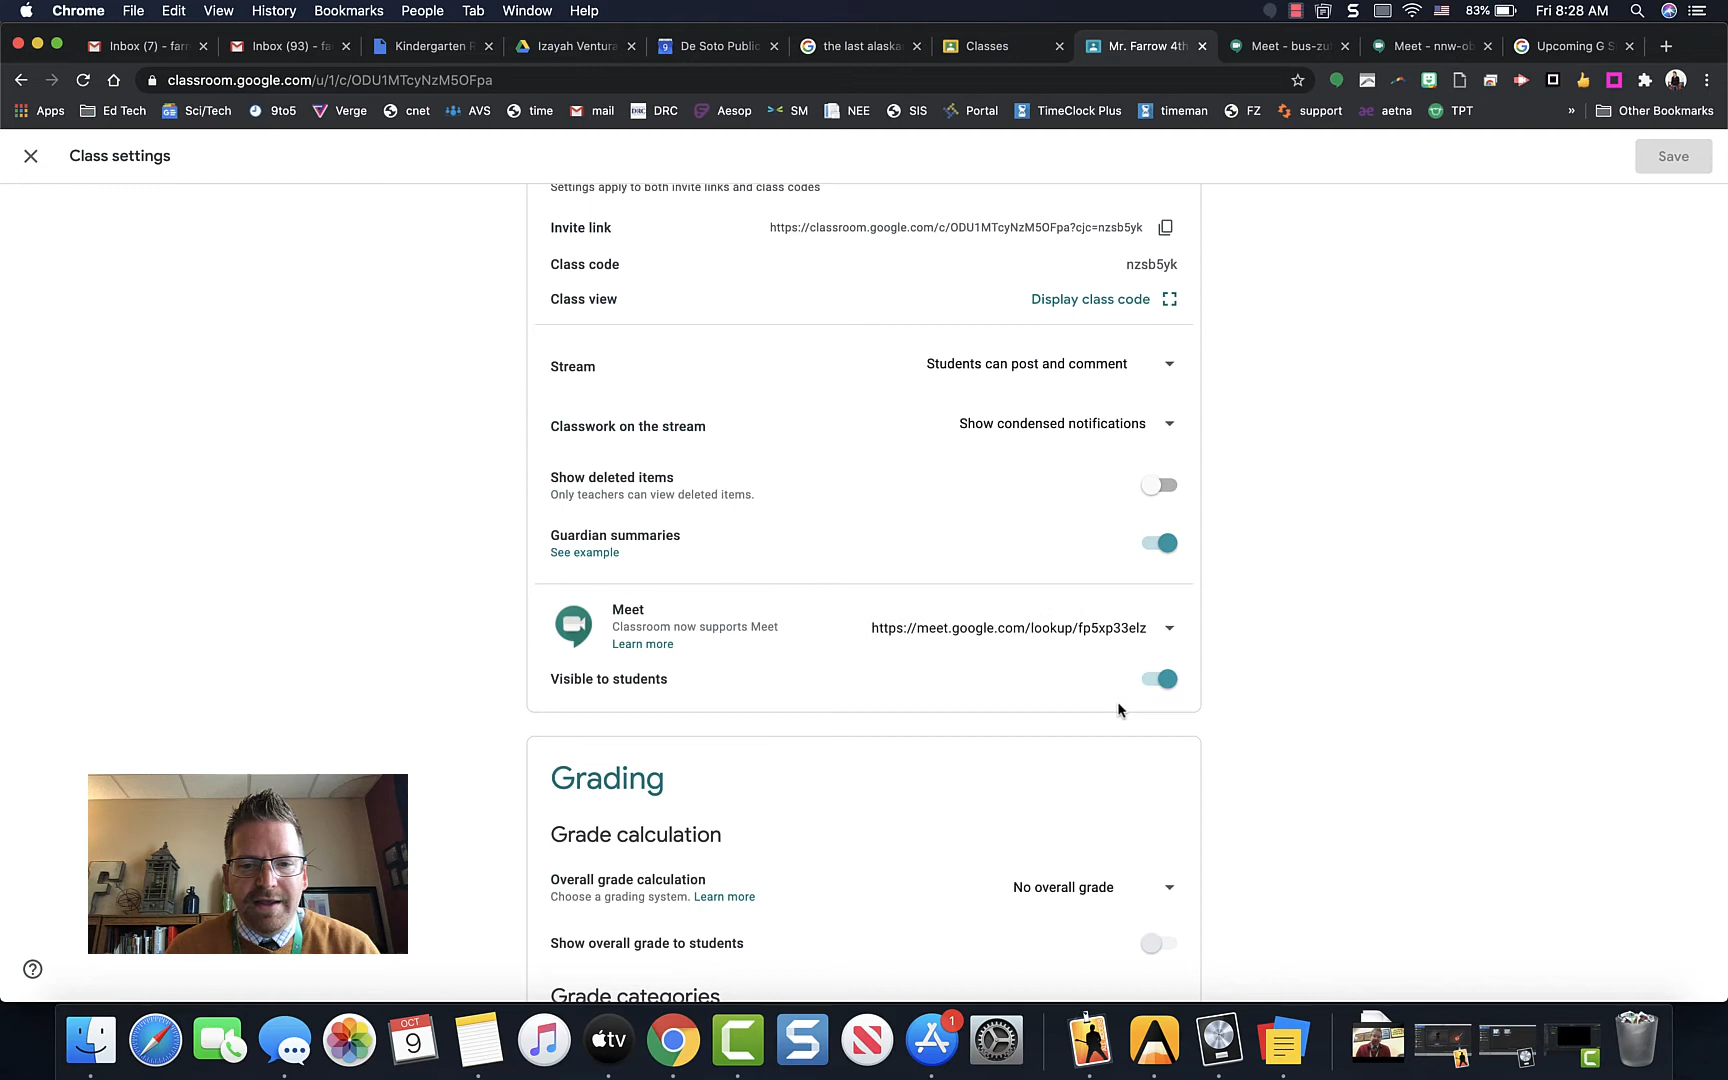 Chrome File Edit View History Bookmarks People Tab Window Help 83% Fri 8:28 AM
Inbox (7) - farr Inbox (93) - fa Kindergarten R Izayah Ventura De Soto Public the last alaska Classes Mr. Farrow 4th Meet - bus-zu Meet - nnw-ob Upcoming G S
classroom.google.com/u/1/c/ODU1MTcyNzM5OFpa
Apps Ed Tech Sci/Tech 9to5 Verge cnet AVS time mail DRC Aesop SM NEE SIS Portal TimeClock Plus timeman FZ support aetna TPT » Other Bookmarks
Class settings Save
Settings apply to both invite links and class codes
Invite link https://classroom.google.com/c/ODU1MTcyNzM5OFpa?cjc=nzsb5yk
Class code nzsb5yk
Class view Display class code
Stream Students can post and comment
Classwork on the stream Show condensed notifications
Show deleted items
Only teachers can view deleted items.
Guardian summaries
See example
Meet
Classroom now supports Meet https://meet.google.com/lookup/fp5xp33elz
Learn more
Visible to students
Grading
Grade calculation
Overall grade calculation
Choose a grading system. Learn more No overall grade
Show overall grade to students
Grade categories
OCT
9
tv
1